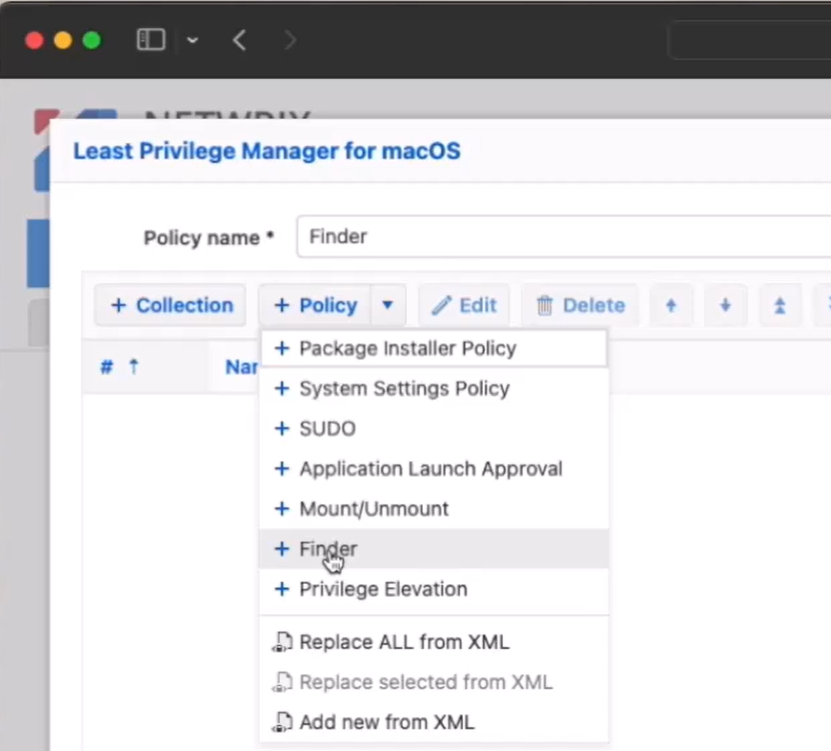 Least Privilege Manager for macOS
Policy name * Finder
+ Collection + Policy Edit Delete
# ↑
+ Package Installer Policy
+ System Settings Policy
+ SUDO
+ Application Launch Approval
+ Mount/Unmount
+ Finder
+ Privilege Elevation
Replace ALL from XML
Replace selected from XML
Add new from XML